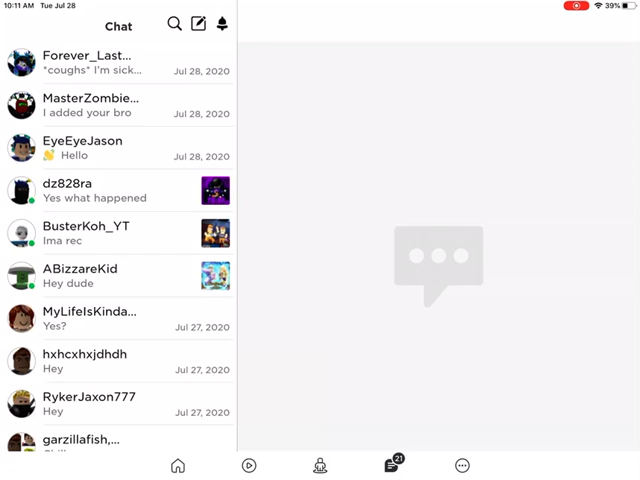 10:11 AM Tue Jul 28
39%
Chat
Forever_Last...
*coughs* I'm sick...
Jul 28, 2020
MasterZombie...
I added your bro
Jul 28, 2020
EyeEyeJason
👋 Hello
Jul 28, 2020
dz828ra
Yes what happened
BusterKoh_YT
Ima rec
ABizzareKid
Hey dude
MyLifeIsKinda...
Yes?
Jul 27, 2020
hxhcxhxjdhdh
Hey
Jul 27, 2020
RykerJaxon777
Hey
Jul 27, 2020
garzillafish,...
21